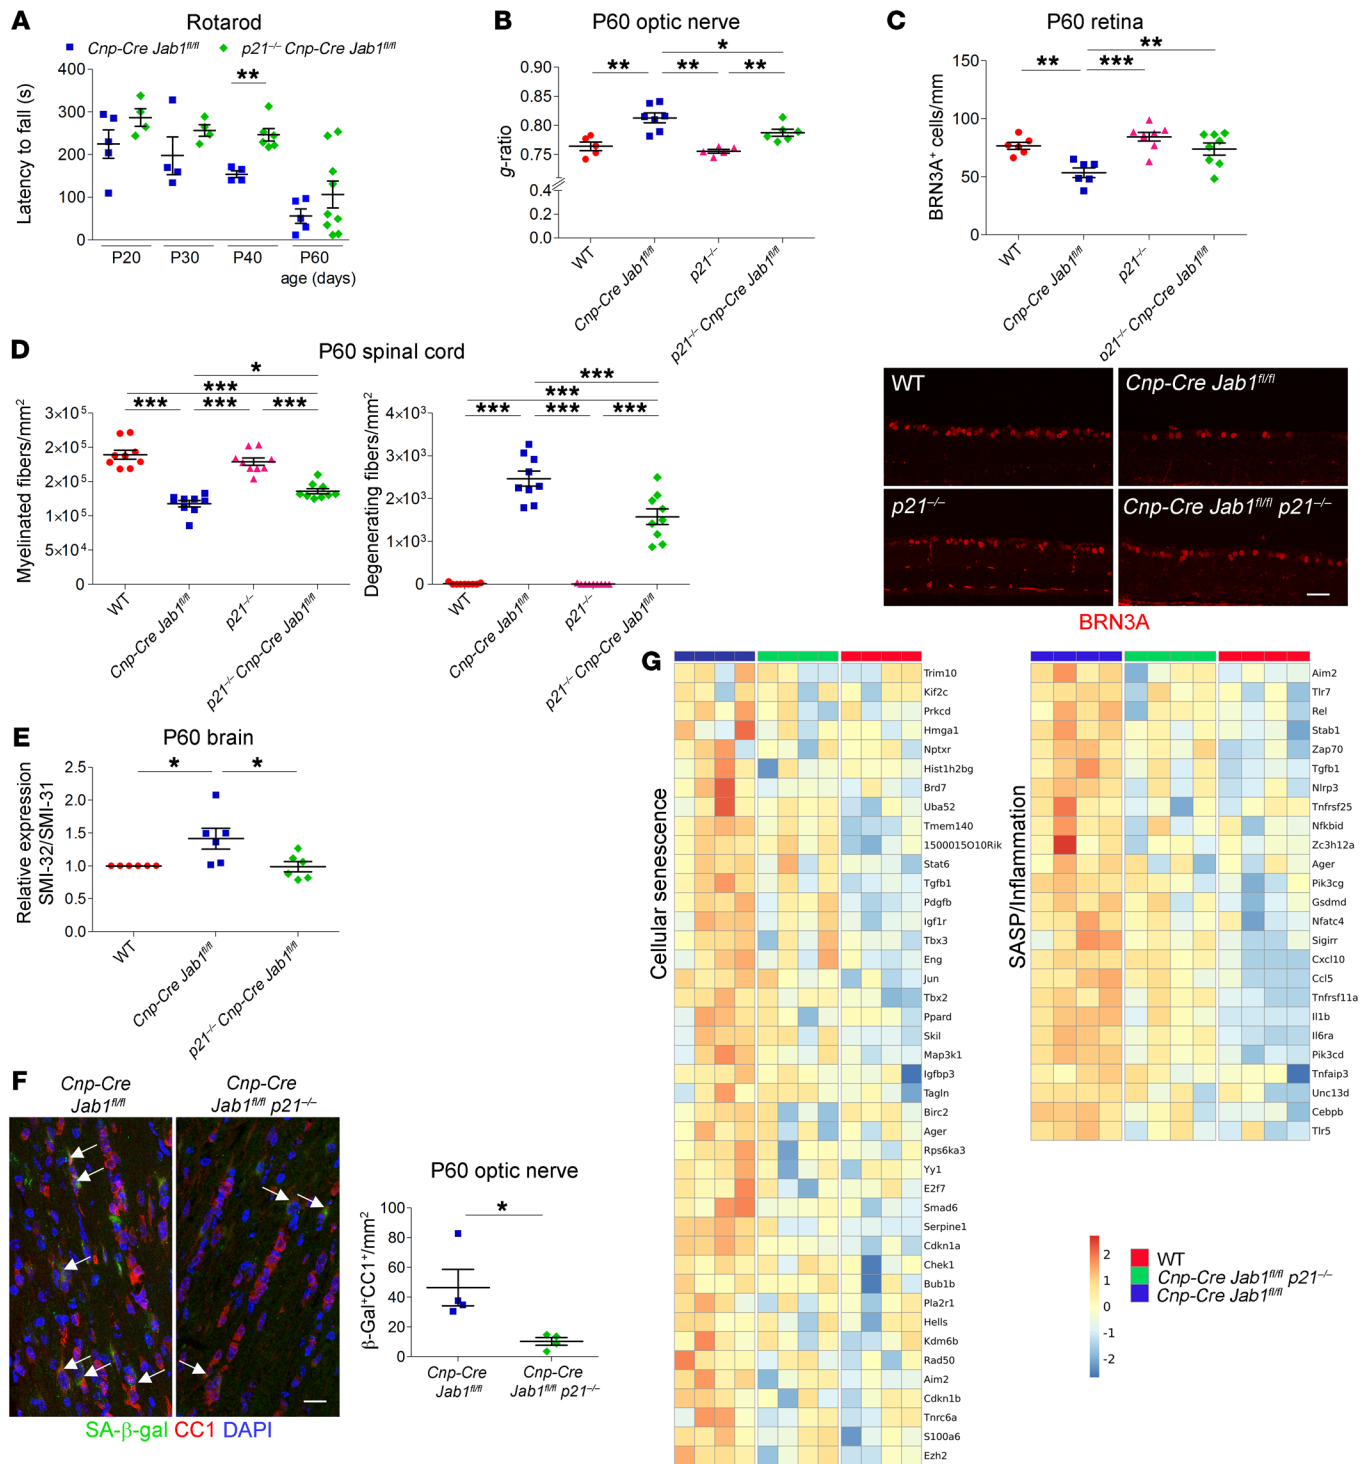 A
Rotarod
Cnp-Cre Jab1fl/fl
p21–/– Cnp-Cre Jab1fl/fl
Latency to fall (s)
400
300
200
100
0
**
P20
P30
P40
P60
age (days)
B
P60 optic nerve
*
** ** **
g-ratio
0.90
0.85
0.80
0.75
0.4
0.2
0.0
WT
Cnp-Cre Jab1fl/fl
p21–/–
p21–/– Cnp-Cre Jab1fl/fl
C
P60 retina
**
** ***
BRN3A+ cells/mm
150
100
50
0
WT
Cnp-Cre Jab1fl/fl
p21–/–
p21–/– Cnp-Cre Jab1fl/fl
WT
Cnp-Cre Jab1fl/fl
p21–/–
Cnp-Cre Jab1fl/fl p21–/–
BRN3A
D
P60 spinal cord
*
***
*** *** ***
Myelinated fibers/mm2
3×105
2×105
2×105
1×105
5×104
0
WT
Cnp-Cre Jab1fl/fl
p21–/–
p21–/– Cnp-Cre Jab1fl/fl
***
***
*** *** ***
Degenerating fibers/mm2
4×103
3×103
2×103
1×103
0
WT
Cnp-Cre Jab1fl/fl
p21–/–
p21–/– Cnp-Cre Jab1fl/fl
E
P60 brain
* *
Relative expression
SMI-32/SMI-31
2.5
2.0
1.5
1.0
0.5
0.0
WT
Cnp-Cre Jab1fl/fl
p21–/– Cnp-Cre Jab1fl/fl
F
Cnp-Cre
Jab1fl/fl
Cnp-Cre
Jab1fl/fl p21–/–
SA-β-gal CC1 DAPI
P60 optic nerve
*
β-Gal+CC1+/mm2
100
80
60
40
20
0
Cnp-Cre
Jab1fl/fl
Cnp-Cre
Jab1fl/fl p21–/–
G
Cellular senescence
Trim10
Kif2c
Prkcd
Hmga1
Nptxr
Hist1h2bg
Brd7
Uba52
Tmem140
1500015O10Rik
Stat6
Tgfb1
Pdgfb
Igf1r
Tbx3
Eng
Jun
Tbx2
Ppard
Skil
Map3k1
Igfbp3
Tagln
Birc2
Ager
Rps6ka3
Yy1
E2f7
Smad6
Serpine1
Cdkn1a
Chek1
Bub1b
Pla2r1
Hells
Kdm6b
Rad50
Aim2
Cdkn1b
Tnrc6a
S100a6
Ezh2
SASP/Inflammation
Aim2
Tlr7
Rel
Stab1
Zap70
Tgfb1
Nlrp3
Tnfrsf25
Nfkbid
Zc3h12a
Ager
Pik3cg
Gsdmd
Nfatc4
Sigirr
Cxcl10
Ccl5
Tnfrsf11a
Il1b
Il6ra
Pik3cd
Tnfaip3
Unc13d
Cebpb
Tlr5
2
1
0
-1
-2
WT
Cnp-Cre Jab1fl/fl p21–/–
Cnp-Cre Jab1fl/fl